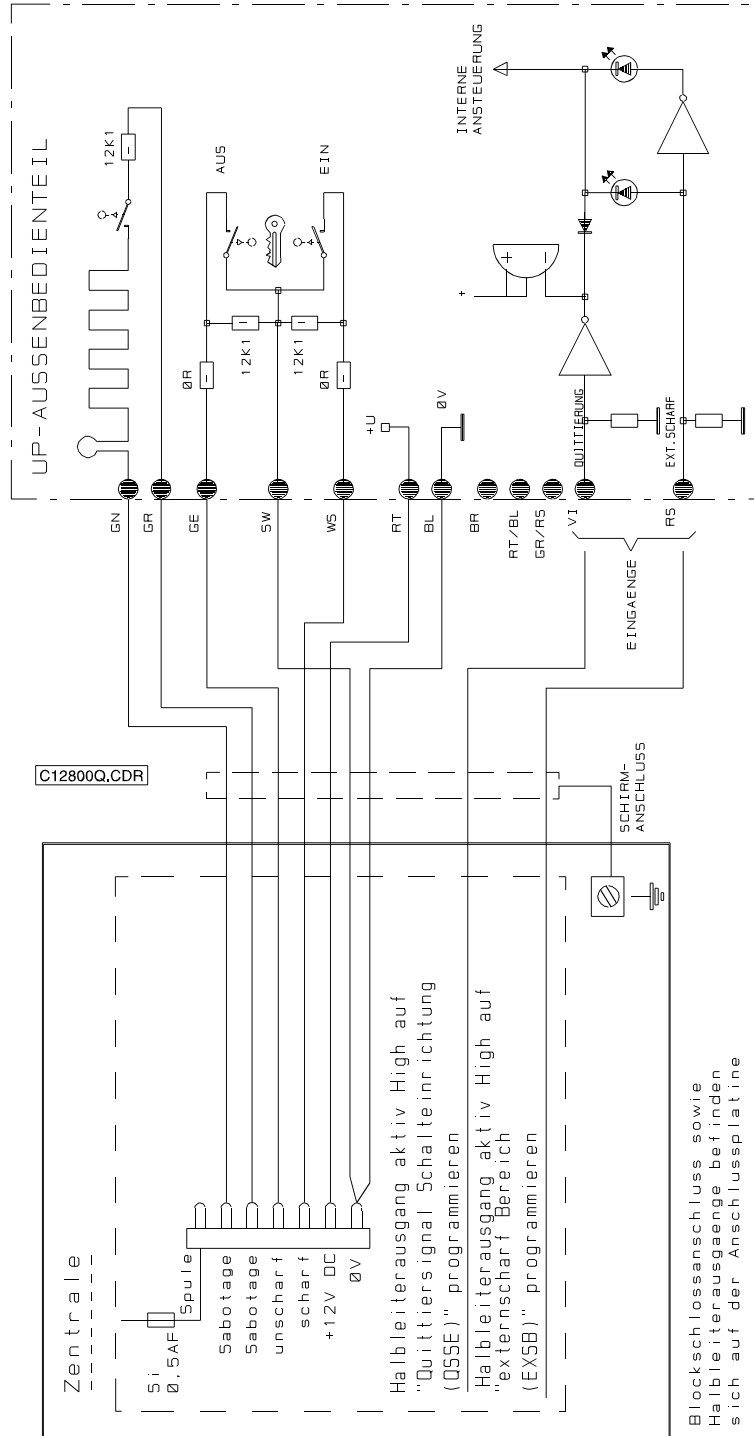 UP-AUSSENBEDIENTEIL
12K1
AUS
EIN
ØR
12K1
12K1
ØR
+U
ØV
+
+
-
INTERNE
ANSTEUERUNG
QUITTIERUNG
EXT.SCHARF
GN
GR
GE
SW
WS
RT
BL
BR
RT/BL
GR/RS
VI
RS
EINGAENGE
C12800Q.CDR
SCHIRM-
ANSCHLUSS
Zentrale
Si
Ø,5AF
Spule
Sabotage
Sabotage
unscharf
scharf
+12V DC
ØV
Halbleiterausgang aktiv High auf
"Quittiersignal Schalteinrichtung
(QSSE)" programmieren
Halbleiterausgang aktiv High auf
"externscharf Bereich
(EXSB)" programmieren
Blockschlossanschluss sowie
Halbleiterausgaenge befinden
sich auf der Anschlussplatine